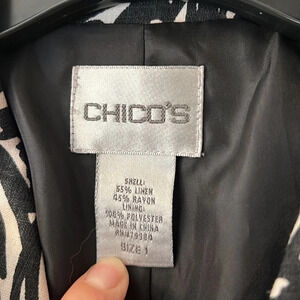 CHICO'S
SHELL:
55% LINEN
45% RAYON
LINING:
100% POLYESTER
MADE IN CHINA
SIZE 1